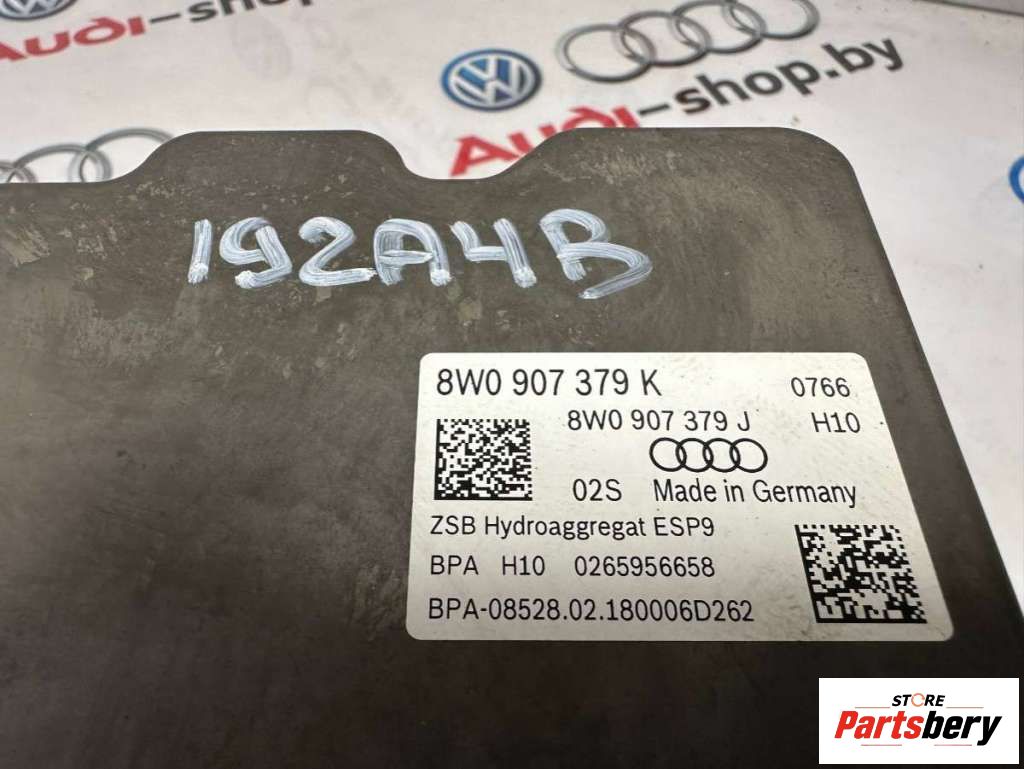 Audi-shop.by
Audi-shop.by
192A4B
8W0 907 379 K 0766
8W0 907 379 J H10
02S Made in Germany
ZSB Hydroaggregat ESP9
BPA H10 0265956658
BPA-08528.02.180006D262
STORE
Partsbery